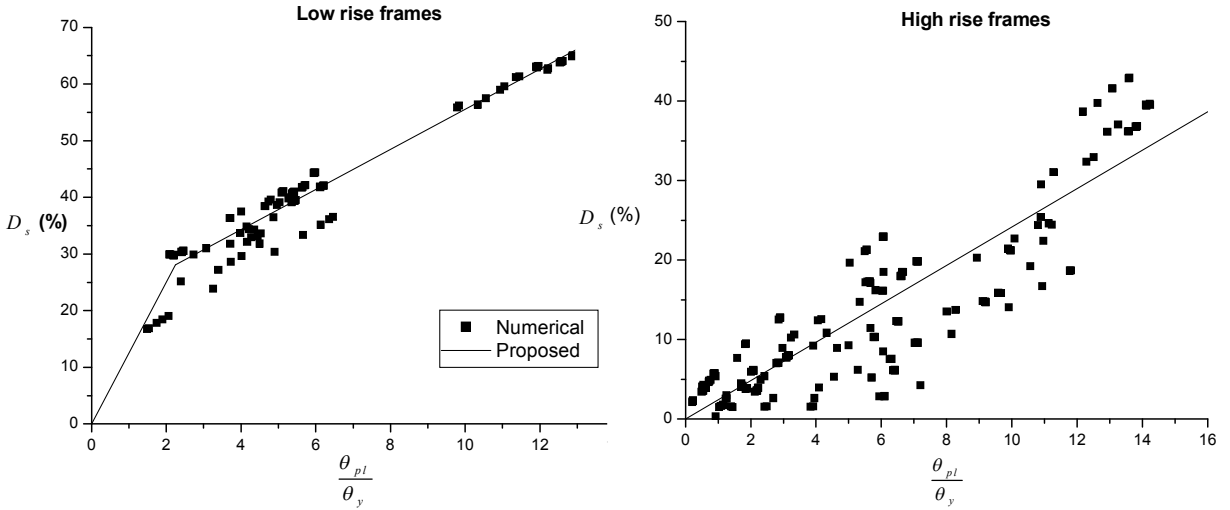 Low rise frames
70
60
50
40
30
20
10
0
D_s (%)
0 2 4 6 8 10 12
θ_pl
θ_y
Numerical
Proposed
High rise frames
50
40
30
20
10
0
D_s (%)
0 2 4 6 8 10 12 14 16
θ_pl
θ_y